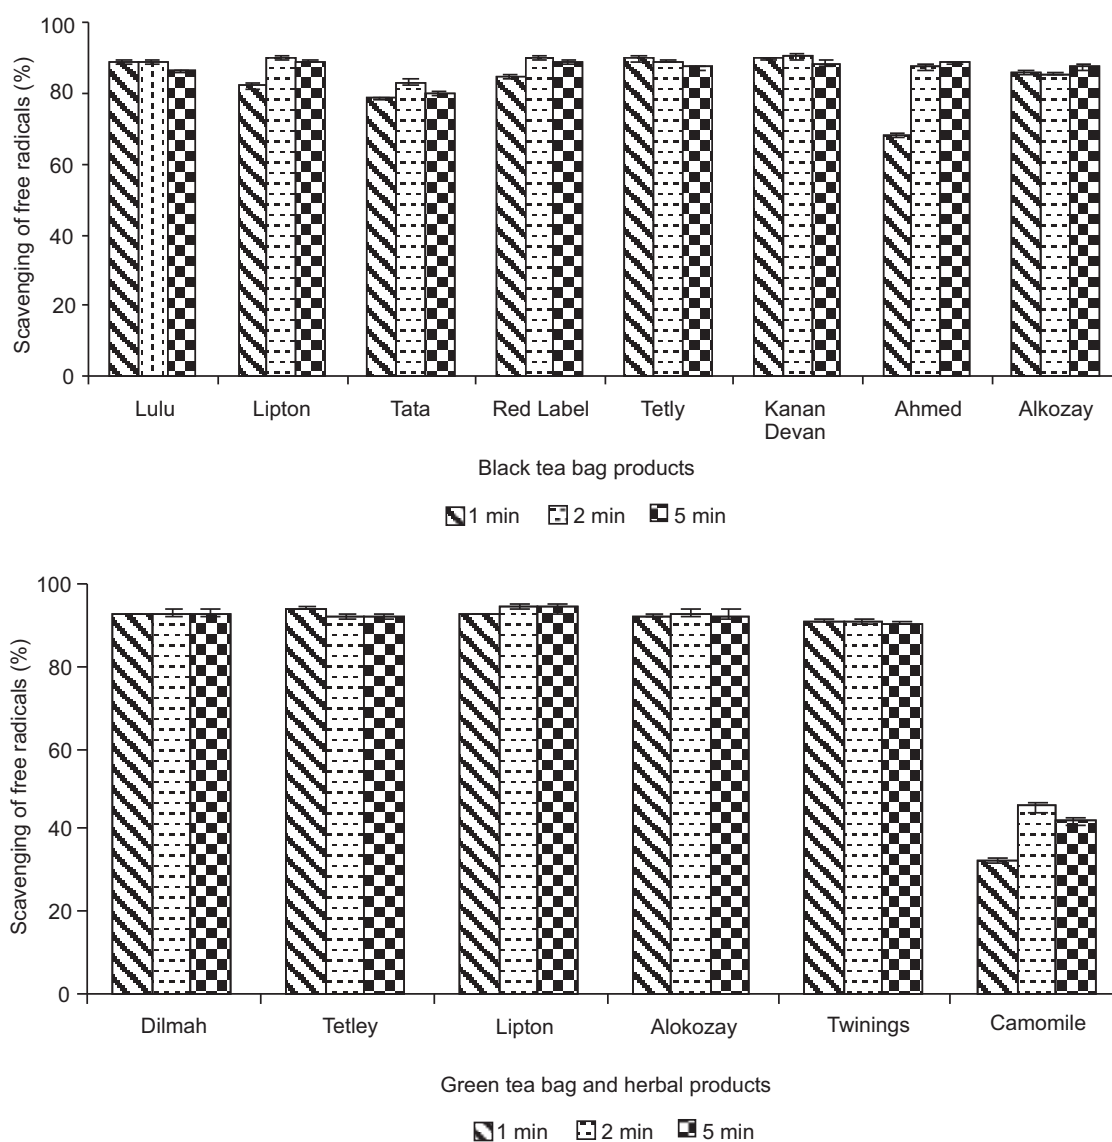 100
80
60
40
20
0
Scavenging of free radicals (%)
Lulu Lipton Tata Red Label Tetly Kanan Devan Ahmed Alkozay
Black tea bag products
1 min 2 min 5 min
100
80
60
40
20
0
Scavenging of free radicals (%)
Dilmah Tetley Lipton Alokozay Twinings Camomile
Green tea bag and herbal products
1 min 2 min 5 min